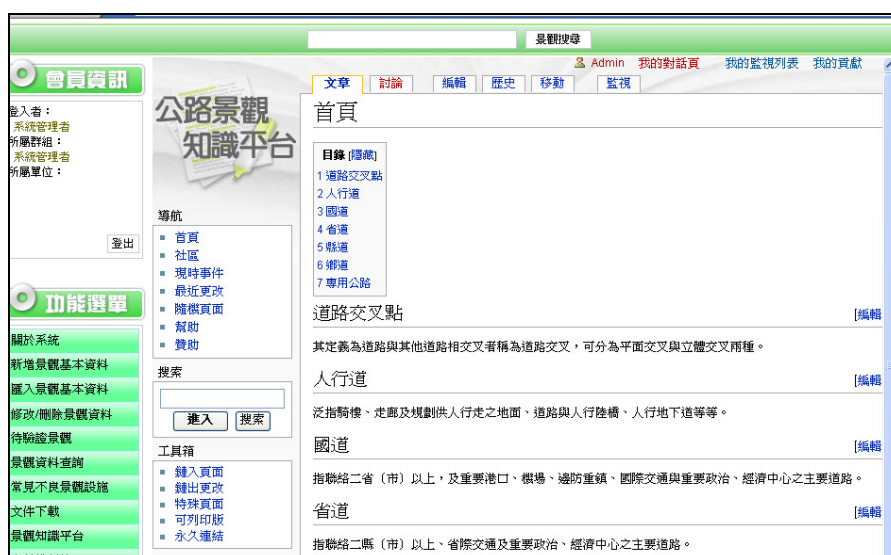 景觀搜尋
Admin 我的對話頁 我的監視列表 我的貢獻
會員資訊
登入者：
系統管理者
所屬群組：
系統管理者
所屬單位：
登出
功能選單
關於系統
新增景觀基本資料
匯入景觀基本資料
修改/刪除景觀資料
待驗證景觀
景觀資料查詢
常見不良景觀設施
文件下載
景觀知識平台
公路景觀
知識平台
導航
首頁
社區
現時事件
最近更改
隨機頁面
幫助
贊助
搜索
進入 搜索
工具箱
鏈入頁面
鏈出更改
特殊頁面
可列印版
永久連結
文章 討論 編輯 歷史 移動 監視
首頁
目錄 [隱藏]
1 道路交叉點
2 人行道
3 國道
4 省道
5 縣道
6 鄉道
7 專用公路
道路交叉點 [編輯
其定義為道路與其他道路相交叉者稱為道路交叉，可分為平面交叉與立體交叉兩種。
人行道 [編輯
泛指騎樓、走廊及規劃供人行走之地面、道路與人行陸橋、人行地下道等等。
國道 [編輯
指聯絡二省（市）以上，及重要港口、機場、邊防重鎮、國際交通與重要政治、經濟中心之主要道路。
省道 [編輯
指聯絡二縣（市）以上、省際交通及重要政治、經濟中心之主要道路。